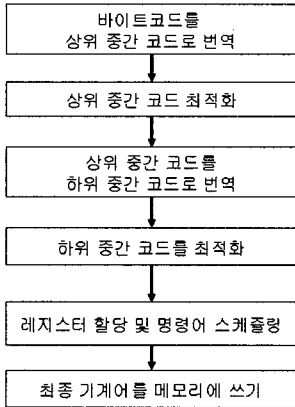 바이트코드를
상위 중간 코드로 번역
상위 중간 코드 최적화
상위 중간 코드를
하위 중간 코드로 번역
하위 중간 코드를 최적화
레지스터 할당 및 명령어 스케쥴링
최종 기계어를 메모리에 쓰기